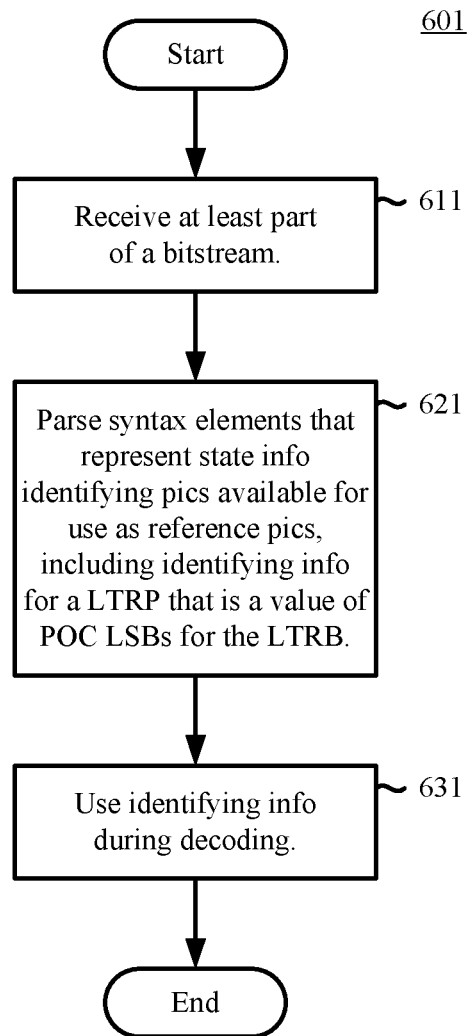 601
Start
611
Receive at least part
of a bitstream.
621
Parse syntax elements that
represent state info
identifying pics available for
use as reference pics,
including identifying info
for a LTRP that is a value of
POC LSBs for the LTRB.
631
Use identifying info
during decoding.
End